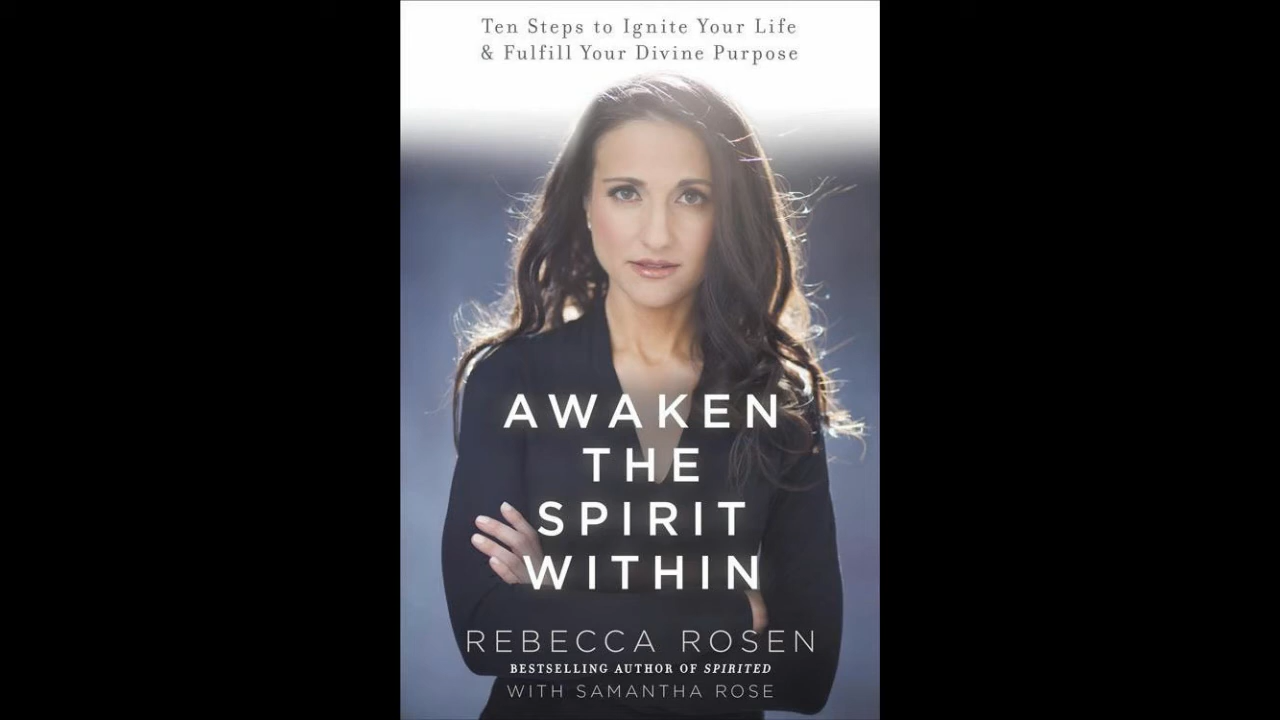 Ten Steps to Ignite Your Life
& Fulfill Your Divine Purpose
AWAKEN
THE
SPIRIT
WITHIN
REBECCA ROSEN
BESTSELLING AUTHOR OF SPIRITED
WITH SAMANTHA ROSE